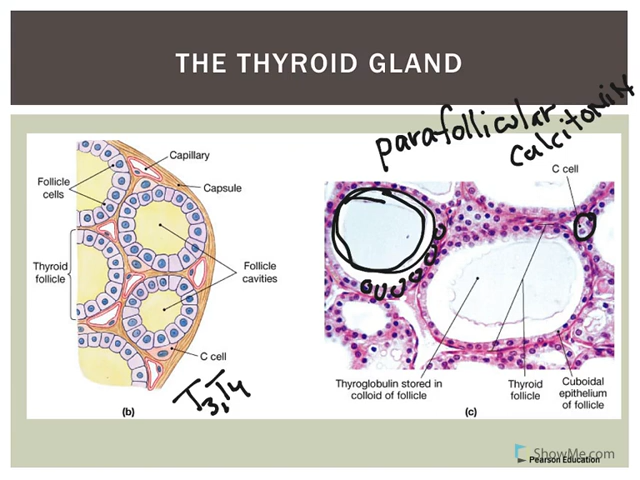 THE THYROID GLAND
parafollicular
calcitonin
Capillary
Follicle
cells
Capsule
Thyroid
follicle
Follicle
cavities
C cell
(b)
T3,T4
C cell
Thyroglobulin stored in
colloid of follicle
Thyroid
follicle
Cuboidal
epithelium
of follicle
(c)
ShowMe.com
Pearson Education